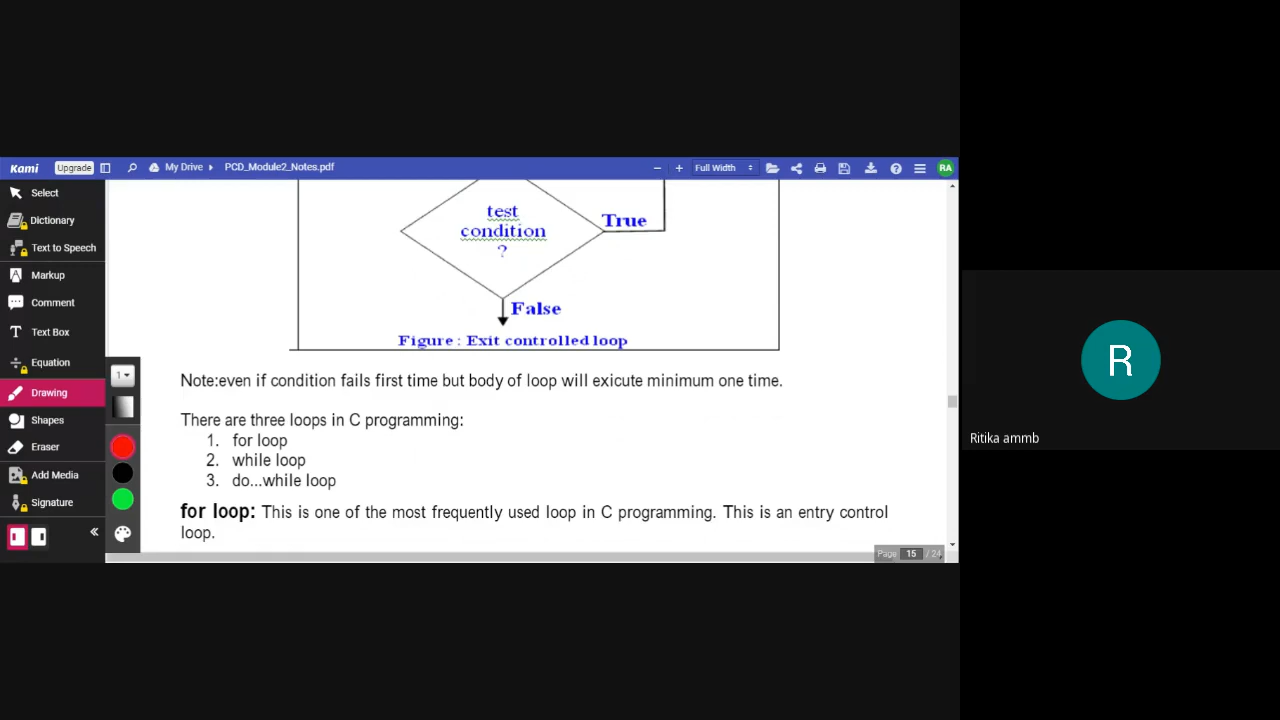 Kami
Upgrade
My Drive
PCD_Module2_Notes.pdf
Full Width
RA
Select
Dictionary
Text to Speech
Markup
Comment
Text Box
Equation
Drawing
Shapes
Eraser
Add Media
Signature
1
test
condition
?
True
False
Figure : Exit controlled loop
Note:even if condition fails first time but body of loop will exicute minimum one time.
There are three loops in C programming:
1. for loop
2. while loop
3. do...while loop
for loop: This is one of the most frequently used loop in C programming. This is an entry control
loop.
Page 15 / 24
R
Ritika ammb